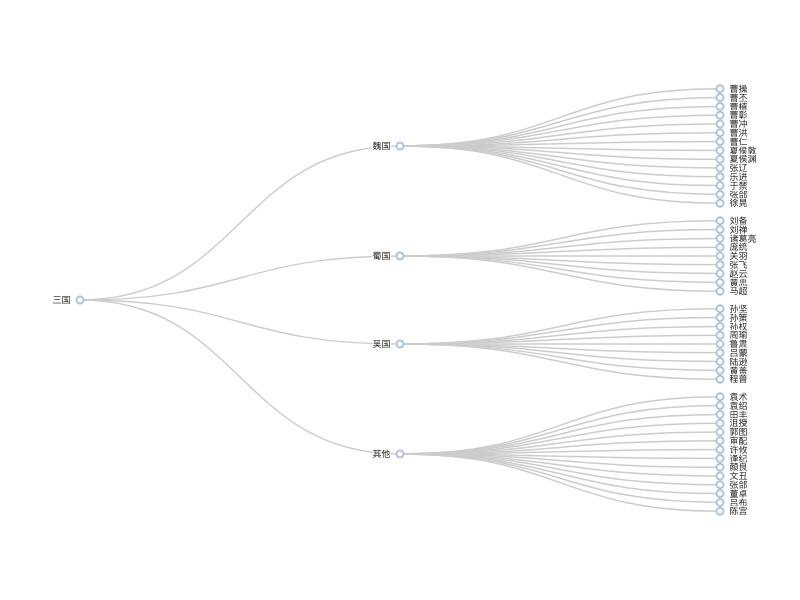 三国
魏国
曹操
曹丕
曹植
曹彰
曹冲
曹洪
曹仁
夏侯敦
夏侯渊
张辽
乐进
于禁
张郃
徐晃
蜀国
刘备
刘禅
诸葛亮
庞统
关羽
张飞
赵云
黄忠
马超
吴国
孙坚
孙策
孙权
周瑜
鲁肃
吕蒙
陆逊
黄盖
程普
其他
袁术
袁绍
田丰
沮授
郭图
审配
许攸
逢纪
颜良
文丑
张郃
董卓
吕布
陈宫